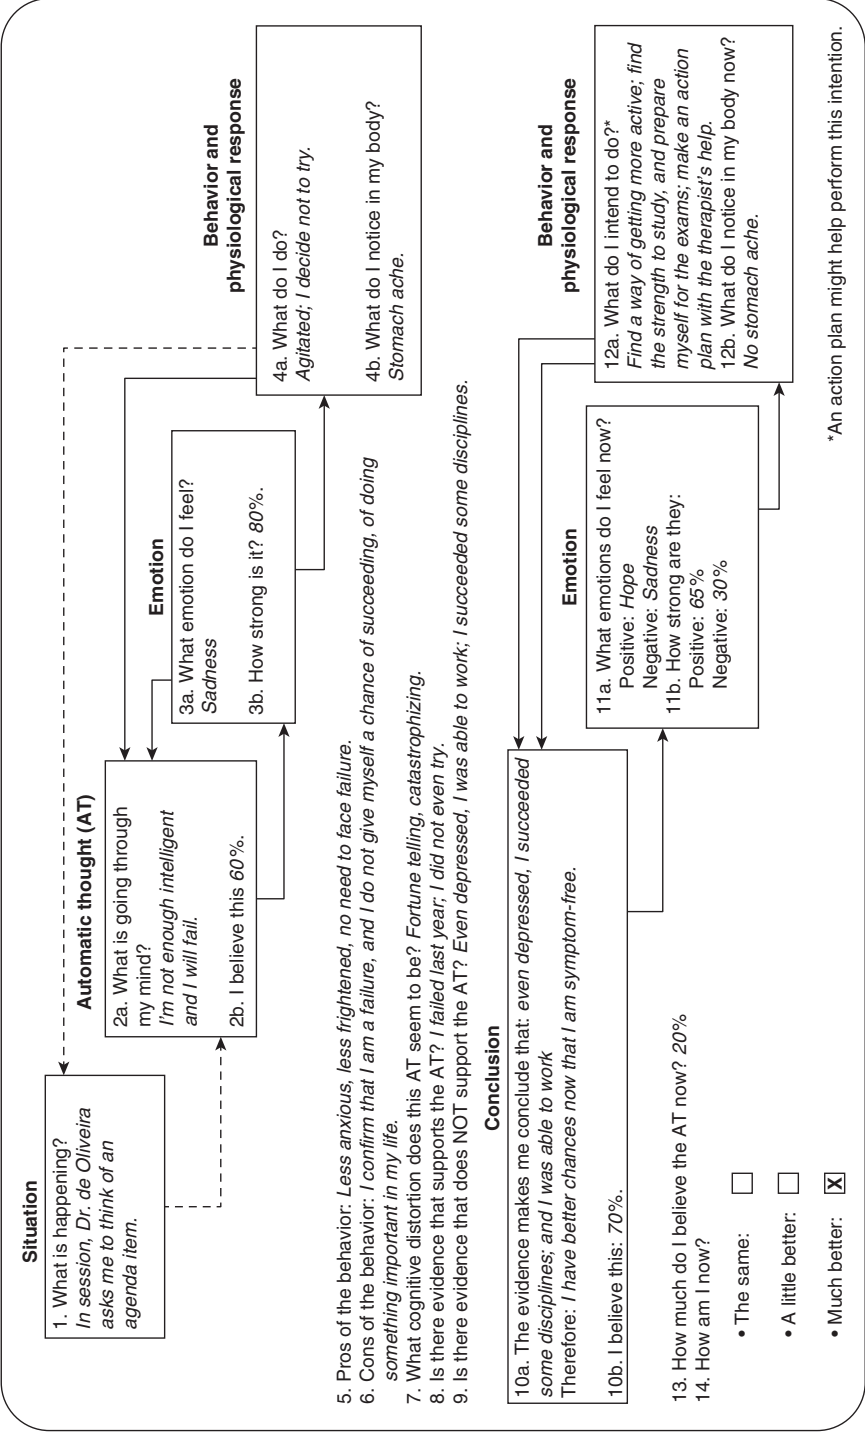 Situation
1. What is happening?
In session, Dr. de Oliveira
asks me to think of an
agenda item.
Automatic thought (AT)
2a. What is going through
my mind?
I'm not enough intelligent
and I will fail.
2b. I believe this 60%.
Emotion
3a. What emotion do I feel?
Sadness
3b. How strong is it? 80%.
Behavior and
physiological response
4a. What do I do?
Agitated; I decide not to try.
4b. What do I notice in my body?
Stomach ache.
5. Pros of the behavior: Less anxious, less frightened, no need to face failure.
6. Cons of the behavior: I confirm that I am a failure, and I do not give myself a chance of succeeding, of doing
something important in my life.
7. What cognitive distortion does this AT seem to be? Fortune telling, catastrophizing.
8. Is there evidence that supports the AT? I failed last year; I did not even try.
9. Is there evidence that does NOT support the AT? Even depressed, I was able to work; I succeeded some disciplines.
Conclusion
10a. The evidence makes me conclude that: even depressed, I succeeded
some disciplines; and I was able to work
Therefore: I have better chances now that I am symptom-free.
10b. I believe this: 70%.
Emotion
11a. What emotions do I feel now?
Positive: Hope
Negative: Sadness
11b. How strong are they:
Positive: 65%
Negative: 30%
Behavior and
physiological response
12a. What do I intend to do?*
Find a way of getting more active; find
the strength to study, and prepare
myself for the exams; make an action
plan with the therapist's help.
12b. What do I notice in my body now?
No stomach ache.
13. How much do I believe the AT now? 20%
14. How am I now?
• The same:
• A little better:
• Much better: X
*An action plan might help perform this intention.